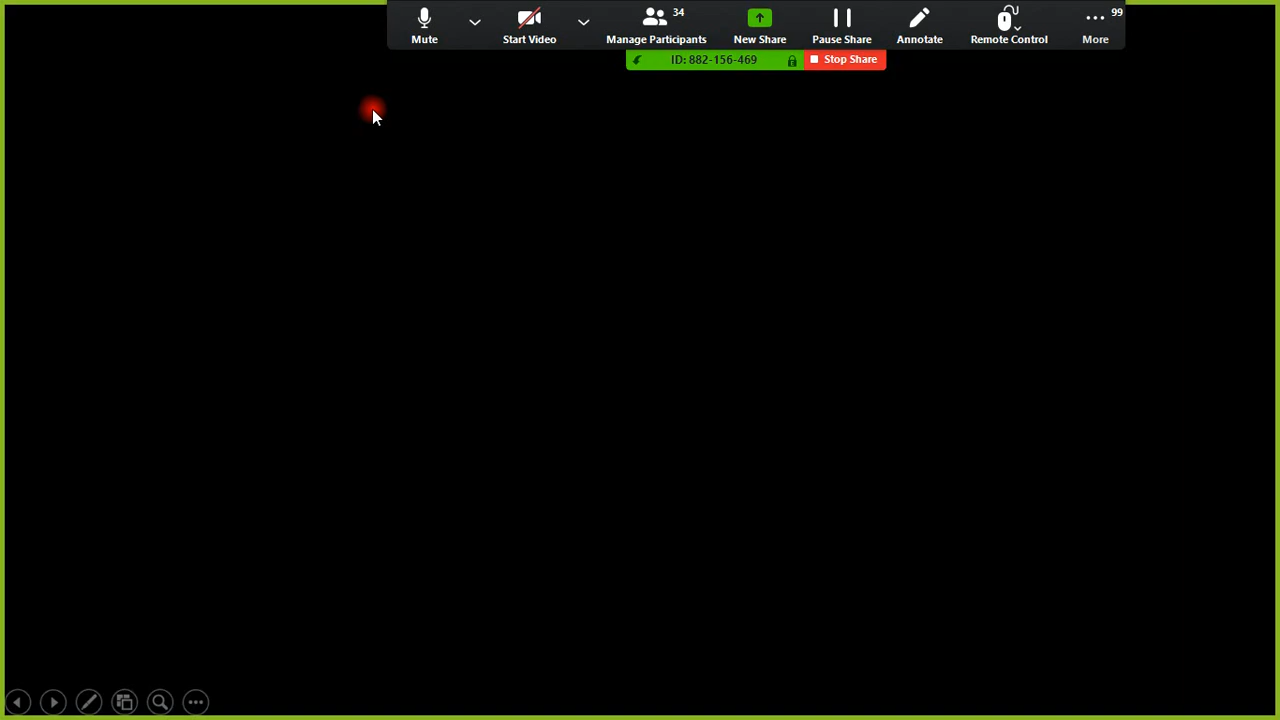 34
99
Mute
Start Video
Manage Participants
New Share
Pause Share
Annotate
Remote Control
More
ID: 882-156-469
Stop Share